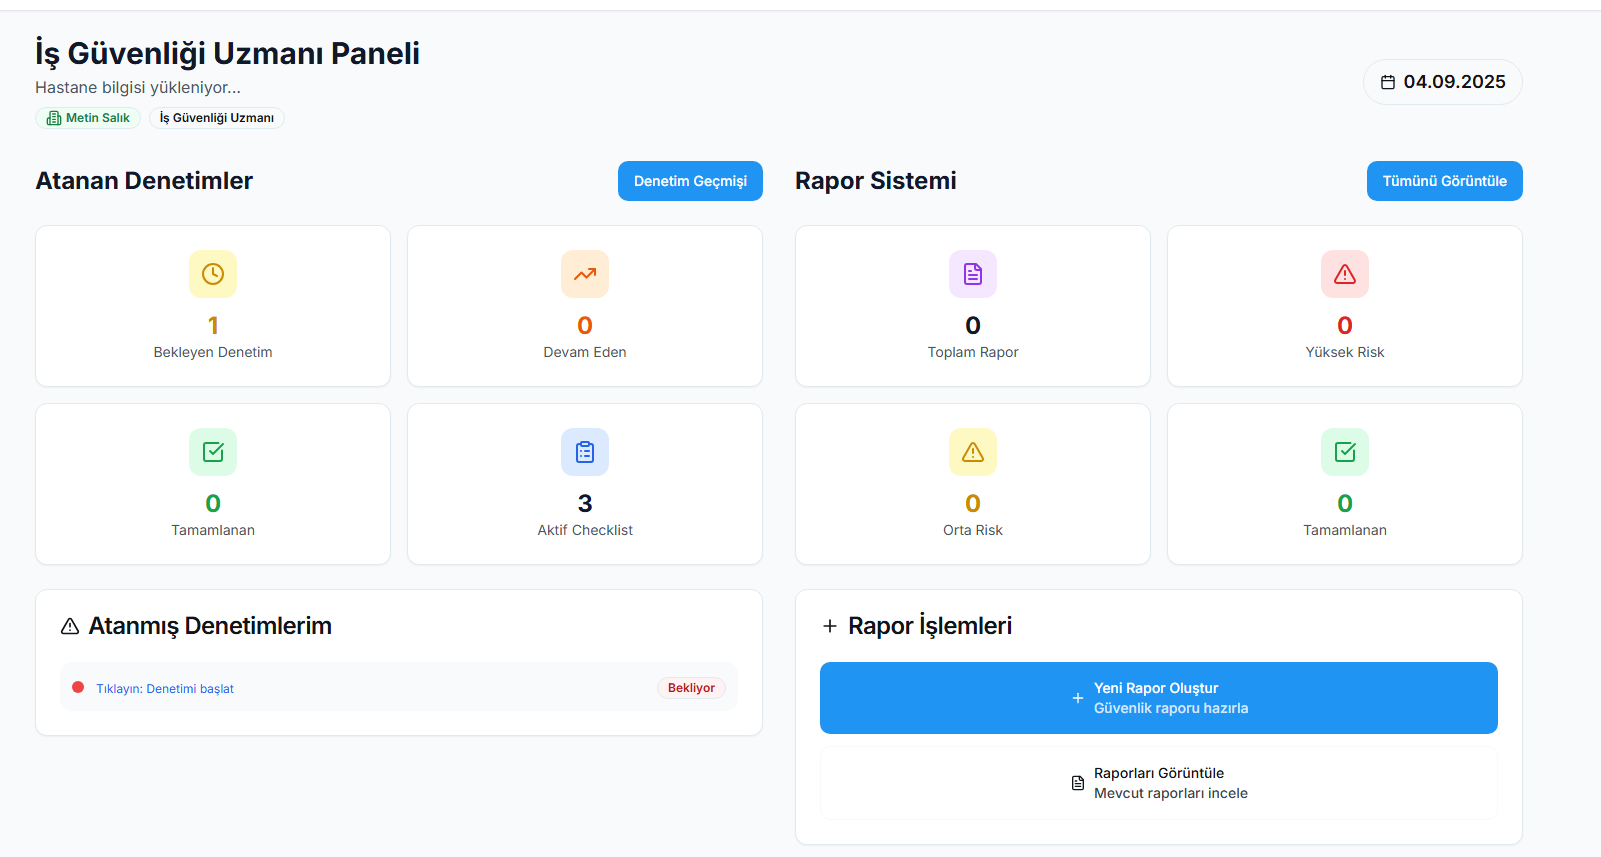 İş Güvenliği Uzmanı Paneli
Hastane bilgisi yükleniyor...
Metin Salık
İş Güvenliği Uzmanı
04.09.2025
Atanan Denetimler
Denetim Geçmişi
1
Bekleyen Denetim
0
Devam Eden
0
Tamamlanan
3
Aktif Checklist
Atanmış Denetimlerim
Tıklayın: Denetimi başlat
Bekliyor
Rapor Sistemi
Tümünü Görüntüle
0
Toplam Rapor
0
Yüksek Risk
0
Orta Risk
0
Tamamlanan
Rapor İşlemleri
Yeni Rapor Oluştur
Güvenlik raporu hazırla
Raporları Görüntüle
Mevcut raporları incele